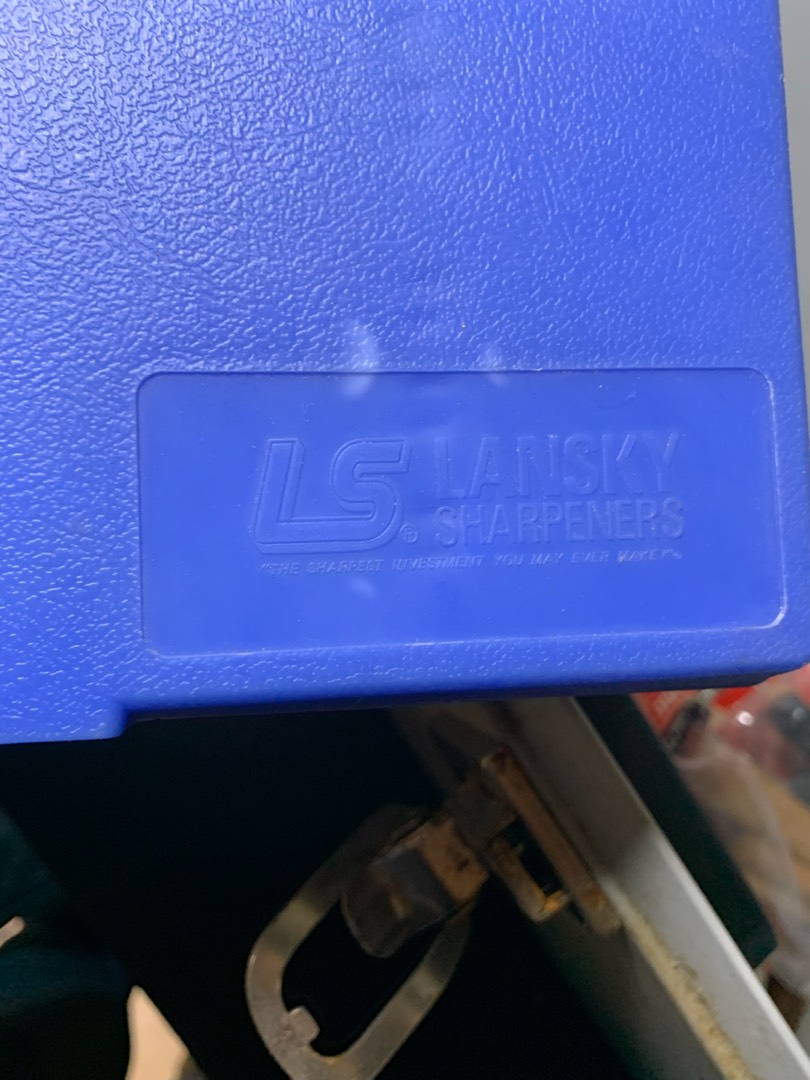 LS® LANSKY
SHARPENERS
"THE SHARPEST INVESTMENT YOU MAY EVER MAKE!"®